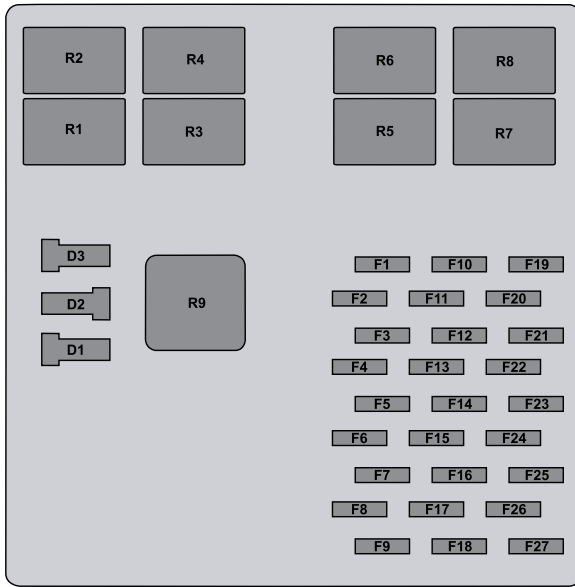 R2 R4 R6 R8
R1 R3 R5 R7
D3
D2
D1
R9
F1 F10 F19
F2 F11 F20
F3 F12 F21
F4 F13 F22
F5 F14 F23
F6 F15 F24
F7 F16 F25
F8 F17 F26
F9 F18 F27